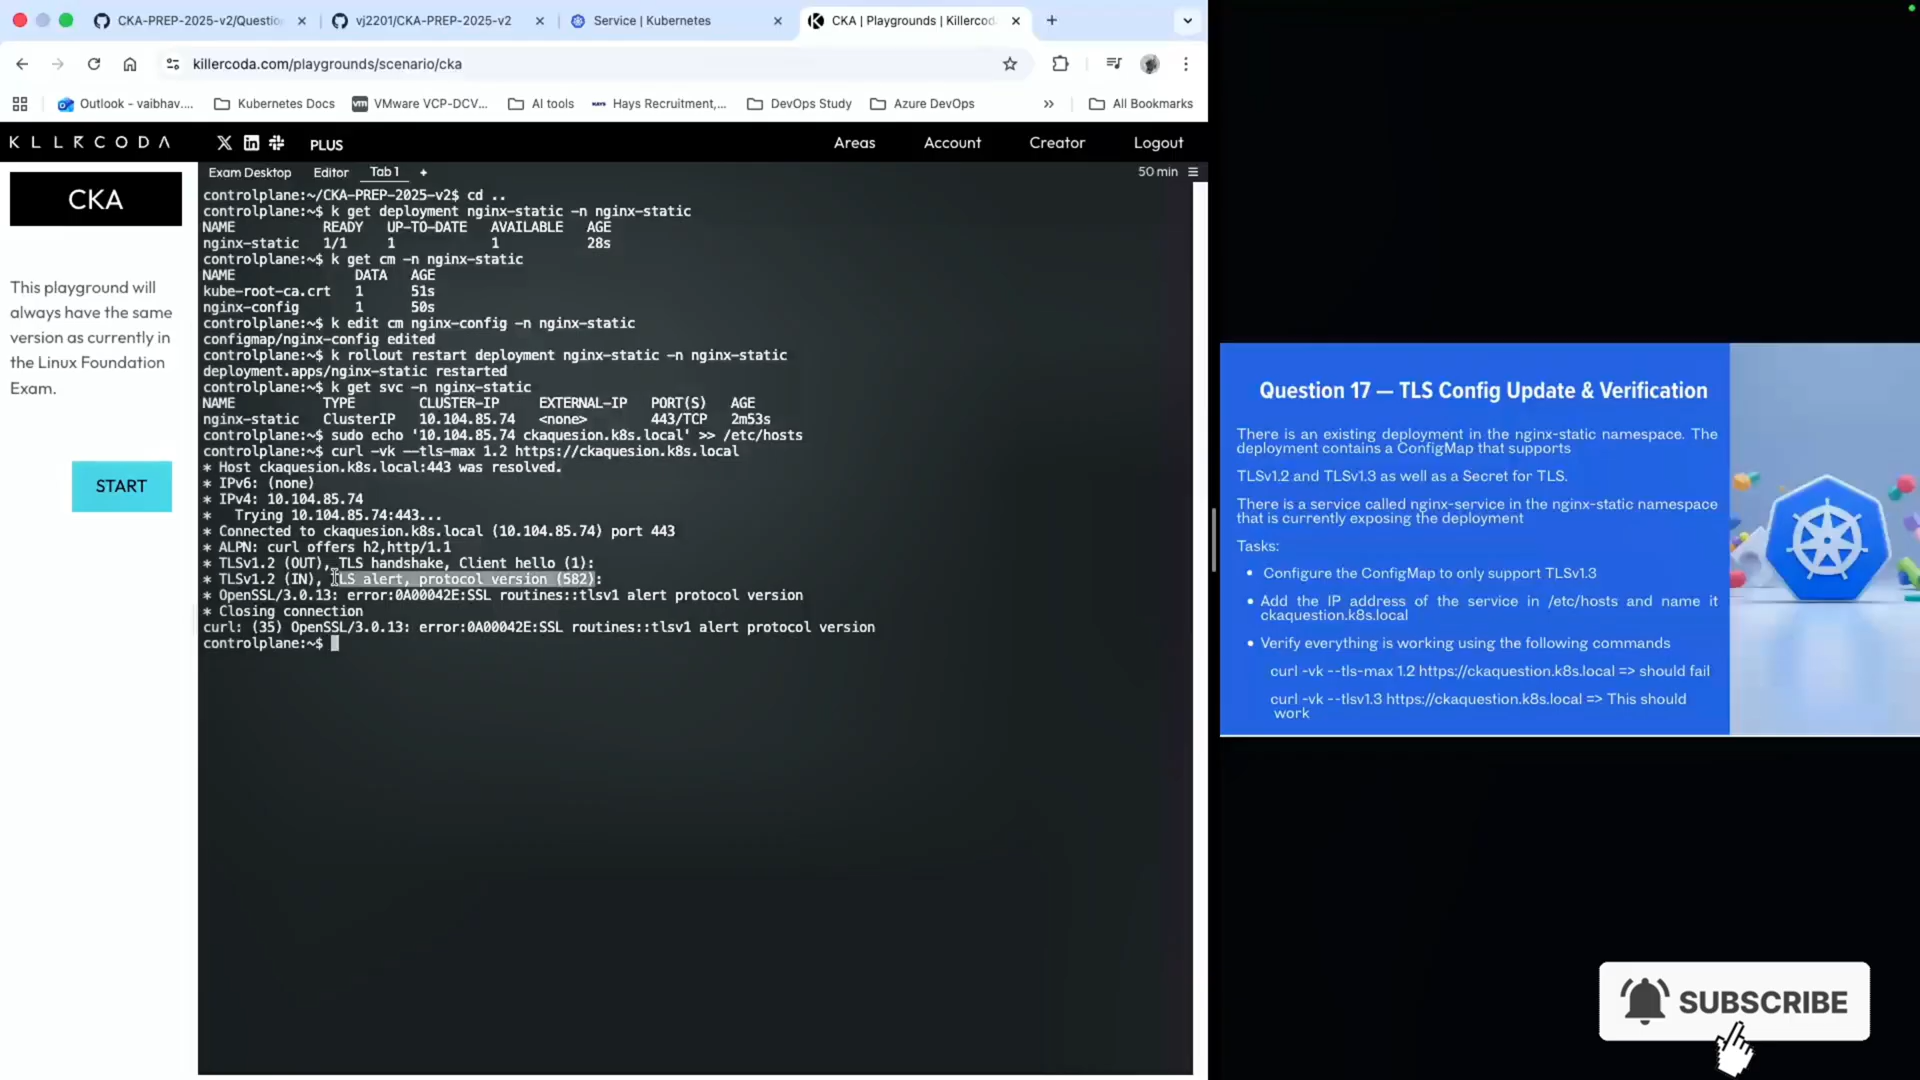 CKA-PREP-2025-v2/Questio
vj2201/CKA-PREP-2025-v2
Service | Kubernetes
CKA | Playgrounds | Killercod
killercoda.com/playgrounds/scenario/cka
Outlook - vaibhav....
Kubernetes Docs
vm VMware VCP-DCV...
AI tools
HAYS Hays Recruitment,...
DevOps Study
Azure DevOps
»
All Bookmarks
KLLRCODA
PLUS
Areas
Account
Creator
Logout
Exam Desktop
Editor
Tab 1
+
50 min
CKA
This playground will
always have the same
version as currently in
the Linux Foundation
Exam.
START
controlplane:~/CKA-PREP-2025-v2$ cd ..
controlplane:~$ k get deployment nginx-static -n nginx-static
NAME READY UP-TO-DATE AVAILABLE AGE
nginx-static 1/1 1 1 28s
controlplane:~$ k get cm -n nginx-static
NAME DATA AGE
kube-root-ca.crt 1 51s
nginx-config 1 50s
controlplane:~$ k edit cm nginx-config -n nginx-static
configmap/nginx-config edited
controlplane:~$ k rollout restart deployment nginx-static -n nginx-static
deployment.apps/nginx-static restarted
controlplane:~$ k get svc -n nginx-static
NAME TYPE CLUSTER-IP EXTERNAL-IP PORT(S) AGE
nginx-static ClusterIP 10.104.85.74 <none> 443/TCP 2m53s
controlplane:~$ sudo echo '10.104.85.74 ckaquesion.k8s.local' >> /etc/hosts
controlplane:~$ curl -vk --tls-max 1.2 https://ckaquesion.k8s.local
* Host ckaquesion.k8s.local:443 was resolved.
* IPv6: (none)
* IPv4: 10.104.85.74
* Trying 10.104.85.74:443...
* Connected to ckaquesion.k8s.local (10.104.85.74) port 443
* ALPN: curl offers h2,http/1.1
* TLSv1.2 (OUT), TLS handshake, Client hello (1):
* TLSv1.2 (IN), TLS alert, protocol version (582):
* OpenSSL/3.0.13: error:0A00042E:SSL routines::tlsv1 alert protocol version
* Closing connection
curl: (35) OpenSSL/3.0.13: error:0A00042E:SSL routines::tlsv1 alert protocol version
controlplane:~$
Question 17 — TLS Config Update & Verification
There is an existing deployment in the nginx-static namespace. The
deployment contains a ConfigMap that supports
TLSv1.2 and TLSv1.3 as well as a Secret for TLS.
There is a service called nginx-service in the nginx-static namespace
that is currently exposing the deployment
Tasks:
• Configure the ConfigMap to only support TLSv1.3
• Add the IP address of the service in /etc/hosts and name it
ckaquestion.k8s.local
• Verify everything is working using the following commands
curl -vk --tls-max 1.2 https://ckaquestion.k8s.local => should fail
curl -vk --tlsv1.3 https://ckaquestion.k8s.local => This should
work
SUBSCRIBE